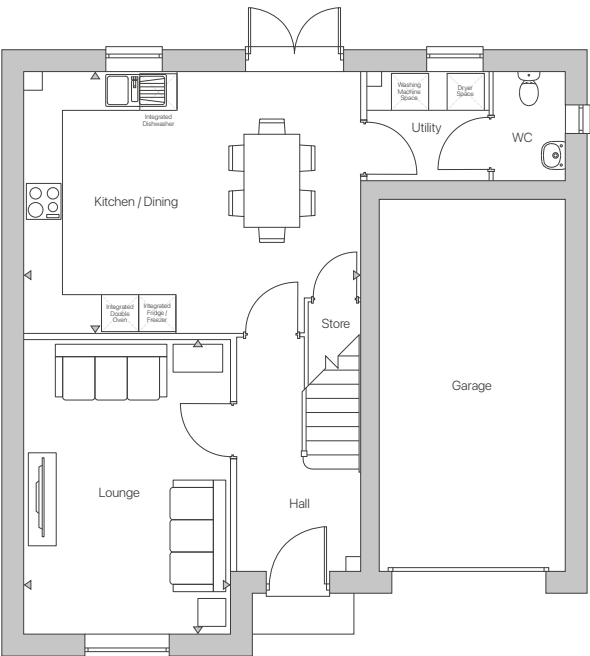 Washing
Machine
Space
Dryer
Space
Integrated
Dishwasher
Utility
WC
Kitchen / Dining
Integrated
Double
Oven
Integrated
Fridge /
Freezer
Store
Garage
Lounge
Hall